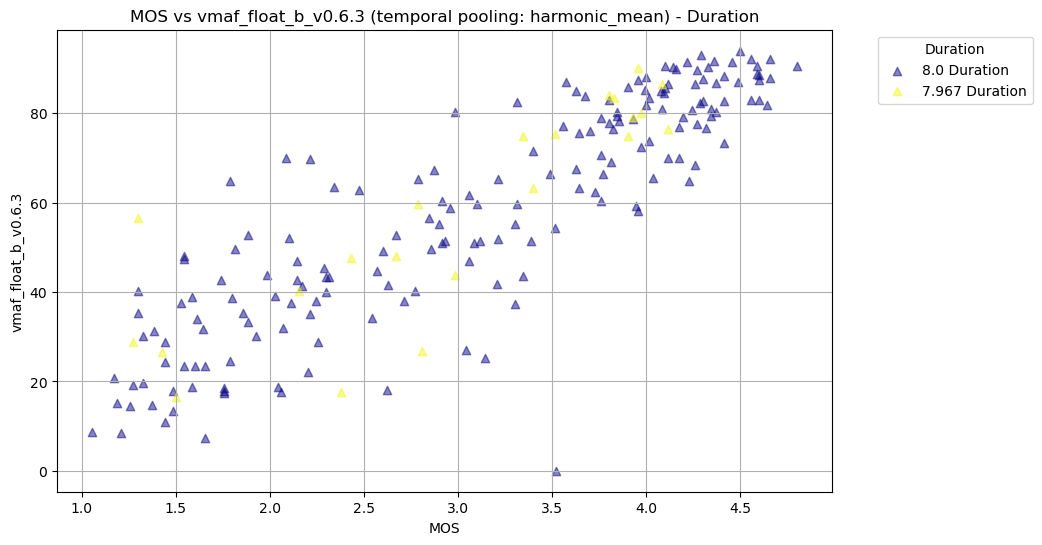 MOS vs vmaf_float_b_v0.6.3 (temporal pooling: harmonic_mean) - Duration
Duration
8.0 Duration
7.967 Duration
vmaf_float_b_v0.6.3
80
60
40
20
0
1.0 1.5 2.0 2.5 3.0 3.5 4.0 4.5
MOS